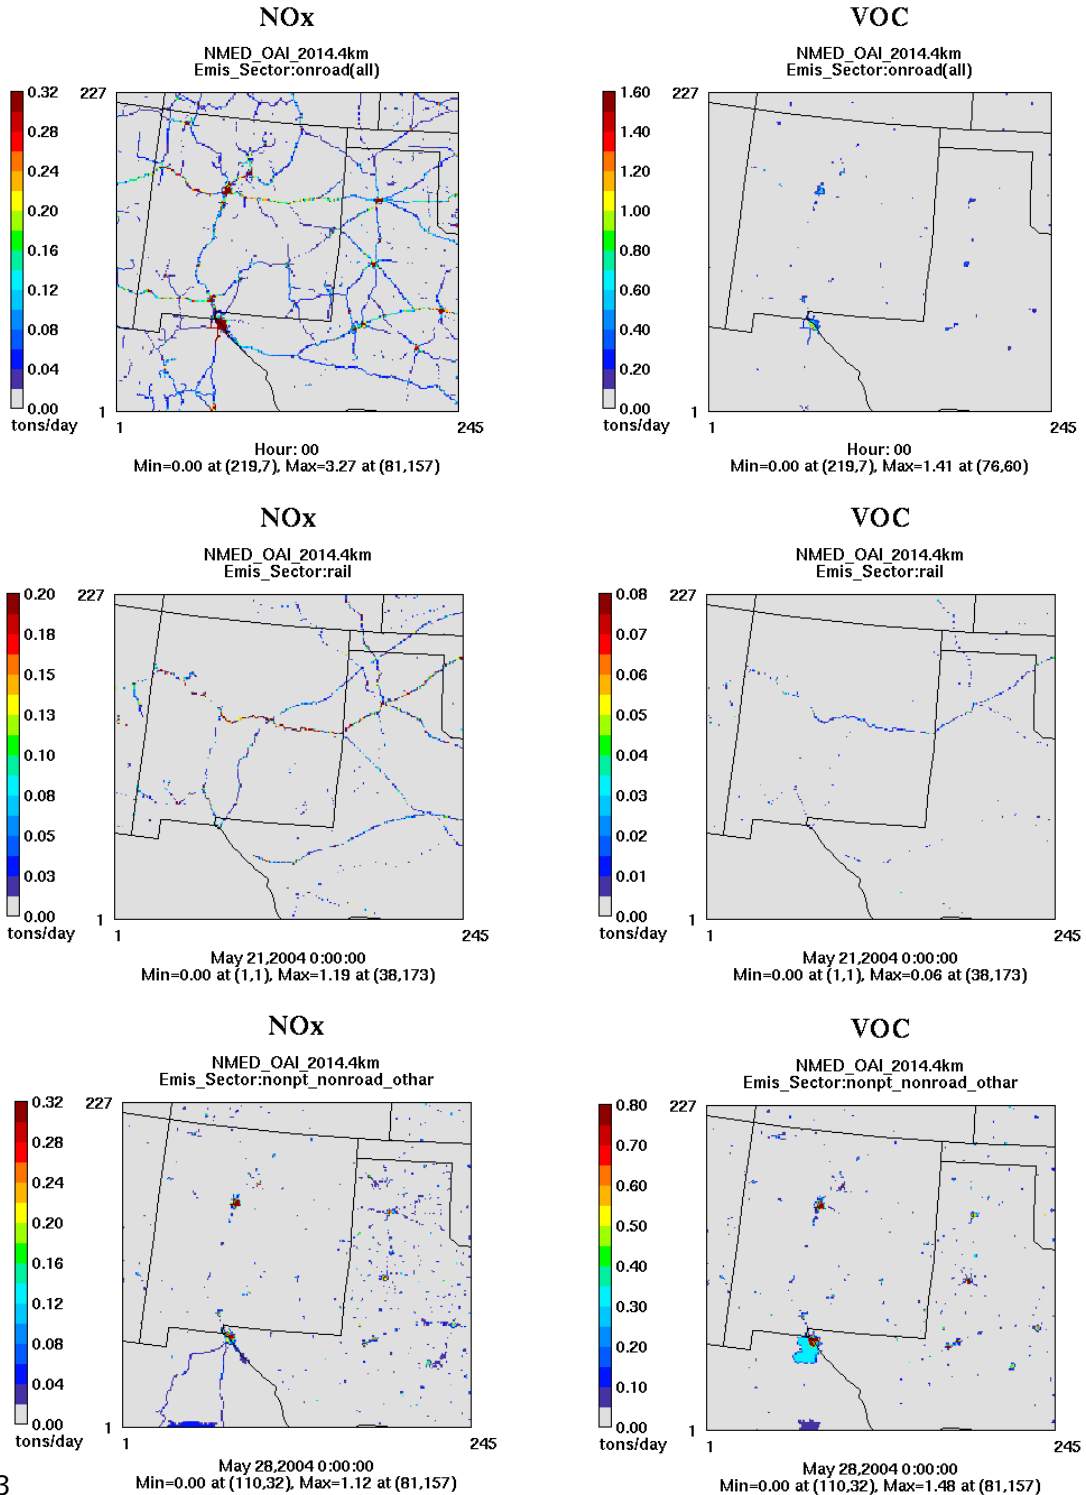 NOx
VOC
NMED_OAI_2014.4km
Emis_Sector:onroad(all)
0.32
0.28
0.24
0.20
0.16
0.12
0.08
0.04
0.00
tons/day
227
1
1
245
Hour: 00
Min=0.00 at (219,7), Max=3.27 at (81,157)
NMED_OAI_2014.4km
Emis_Sector:onroad(all)
1.60
1.40
1.20
1.00
0.80
0.60
0.40
0.20
0.00
tons/day
227
1
1
245
Hour: 00
Min=0.00 at (219,7), Max=1.41 at (76,60)
NOx
VOC
NMED_OAI_2014.4km
Emis_Sector:rail
0.20
0.18
0.15
0.13
0.10
0.08
0.05
0.03
0.00
tons/day
227
1
1
245
May 21,2004 0:00:00
Min=0.00 at (1,1), Max=1.19 at (38,173)
NMED_OAI_2014.4km
Emis_Sector:rail
0.08
0.07
0.06
0.05
0.04
0.03
0.02
0.01
0.00
tons/day
227
1
1
245
May 21,2004 0:00:00
Min=0.00 at (1,1), Max=0.06 at (38,173)
NOx
VOC
NMED_OAI_2014.4km
Emis_Sector:nonpt_nonroad_othar
0.32
0.28
0.24
0.20
0.16
0.12
0.08
0.04
0.00
tons/day
227
1
1
245
May 28,2004 0:00:00
Min=0.00 at (110,32), Max=1.12 at (81,157)
NMED_OAI_2014.4km
Emis_Sector:nonpt_nonroad_othar
0.80
0.70
0.60
0.50
0.40
0.30
0.20
0.10
0.00
tons/day
227
1
1
245
May 28,2004 0:00:00
Min=0.00 at (110,32), Max=1.48 at (81,157)
3